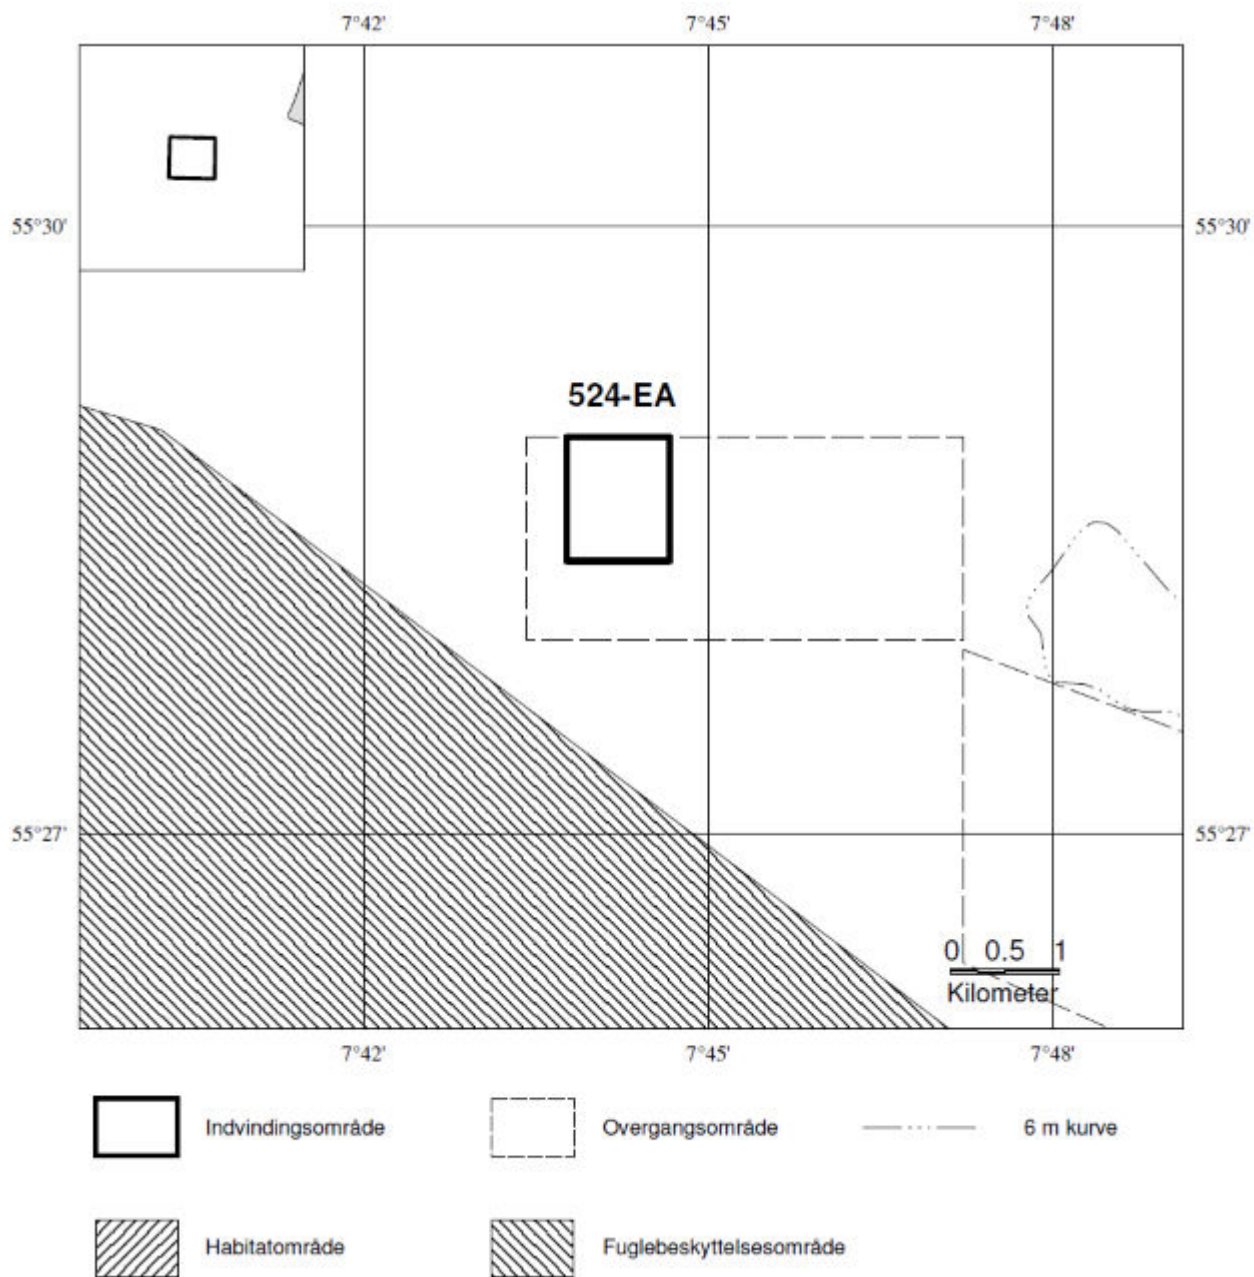 7°42' 7°45' 7°48'
55°30' 55°30'
524-EA
55°27' 55°27'
0 0.5 1
Kilometer
7°42' 7°45' 7°48'
Indvindingsområde Overgangsområde 6 m kurve
Habitatområde Fuglebeskyttelsesområde